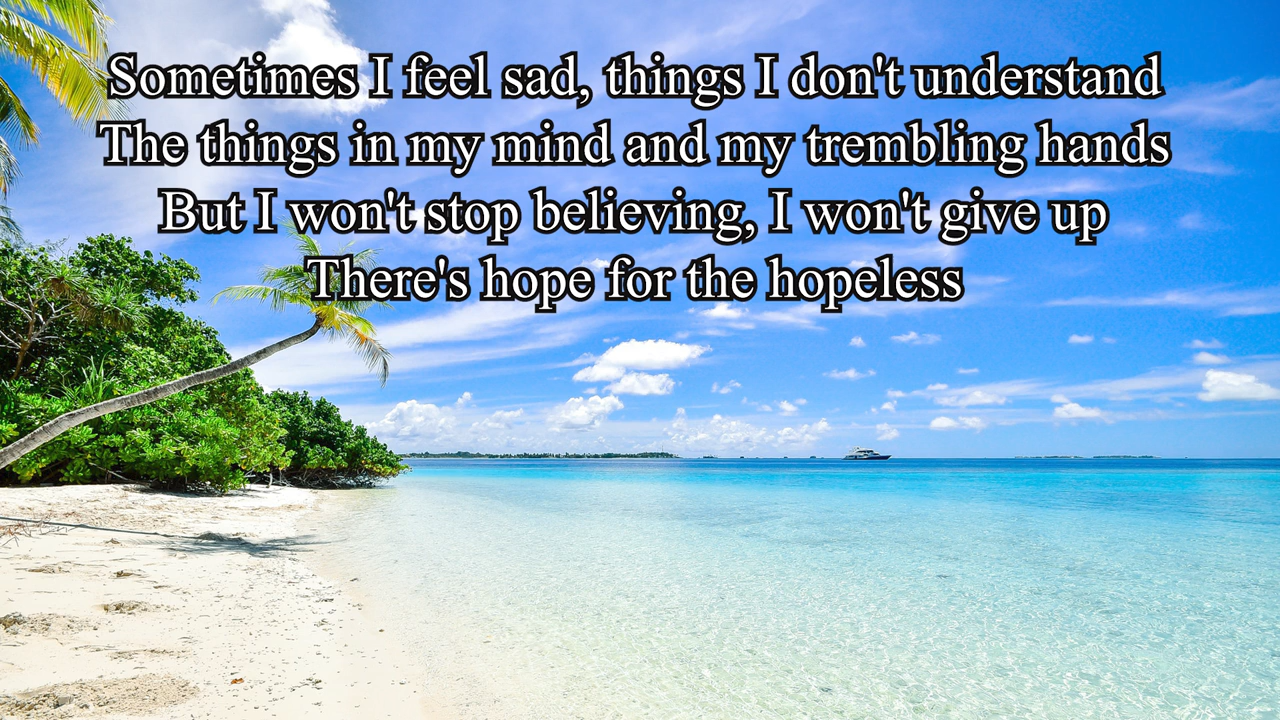 Sometimes I feel sad, things I don't understand
The things in my mind and my trembling hands
But I won't stop believing, I won't give up
There's hope for the hopeless